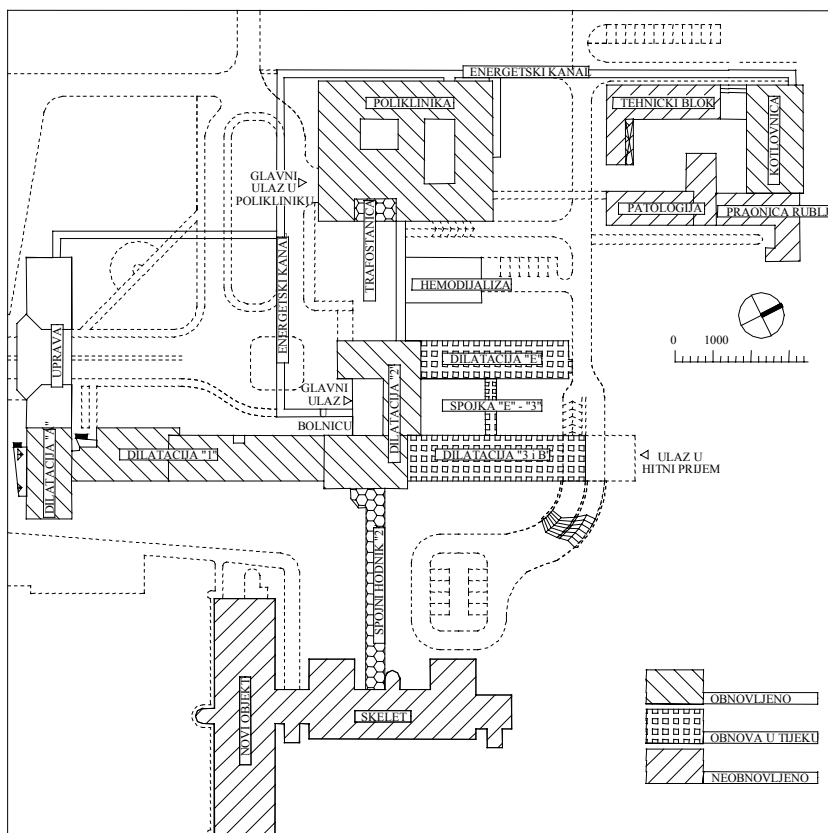 ENERGETSKI KANAL
POLIKLINIKA
TEHNICKI BLOK
KOTLOVNICA
GLAVNI
ULAZ U
POLIKLINIKU
TRAFOSTANICA
PATOLOGIJA
PRAONICA RUBLJ
ENERGETSKI KANAL
HEMODIJALIZA
UPRAVA
0 1000
DILATACIJA "E"
GLAVNI
ULAZ
U
BOLNICU
DILATACIJA "2"
SPOJKA "E" - "3"
DILATACIJA "A"
DILATACIJA "1"
DILATACIJA "3 i B"
ULAZ U
HITNI PRIJEM
SPOJNI HODNIK "2"
NOVI OBJEKT
SKELET
OBNOVLJENO
OBNOVA U TIJEKU
NEOBNOVLJENO